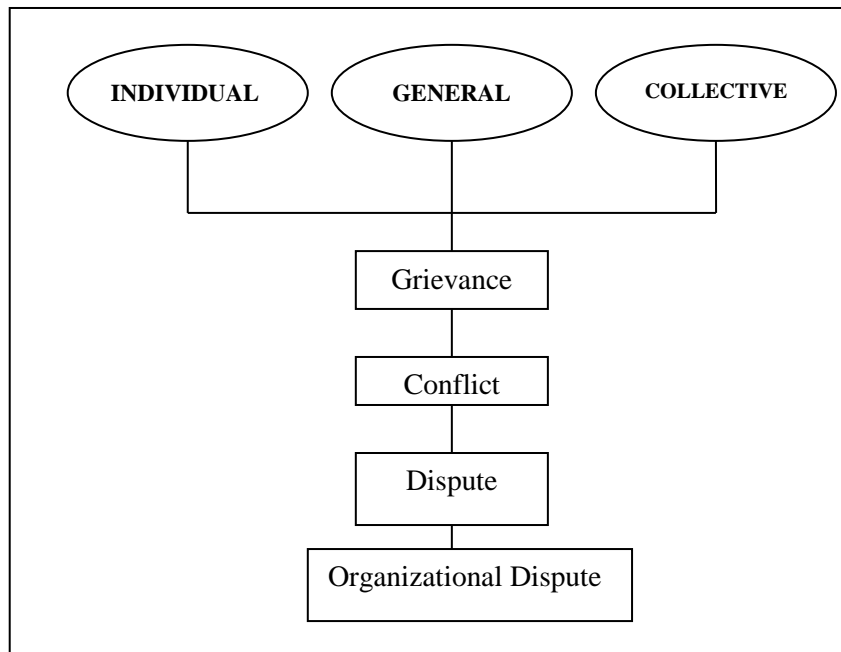 INDIVIDUAL GENERAL COLLECTIVE
Grievance
Conflict
Dispute
Organizational Dispute